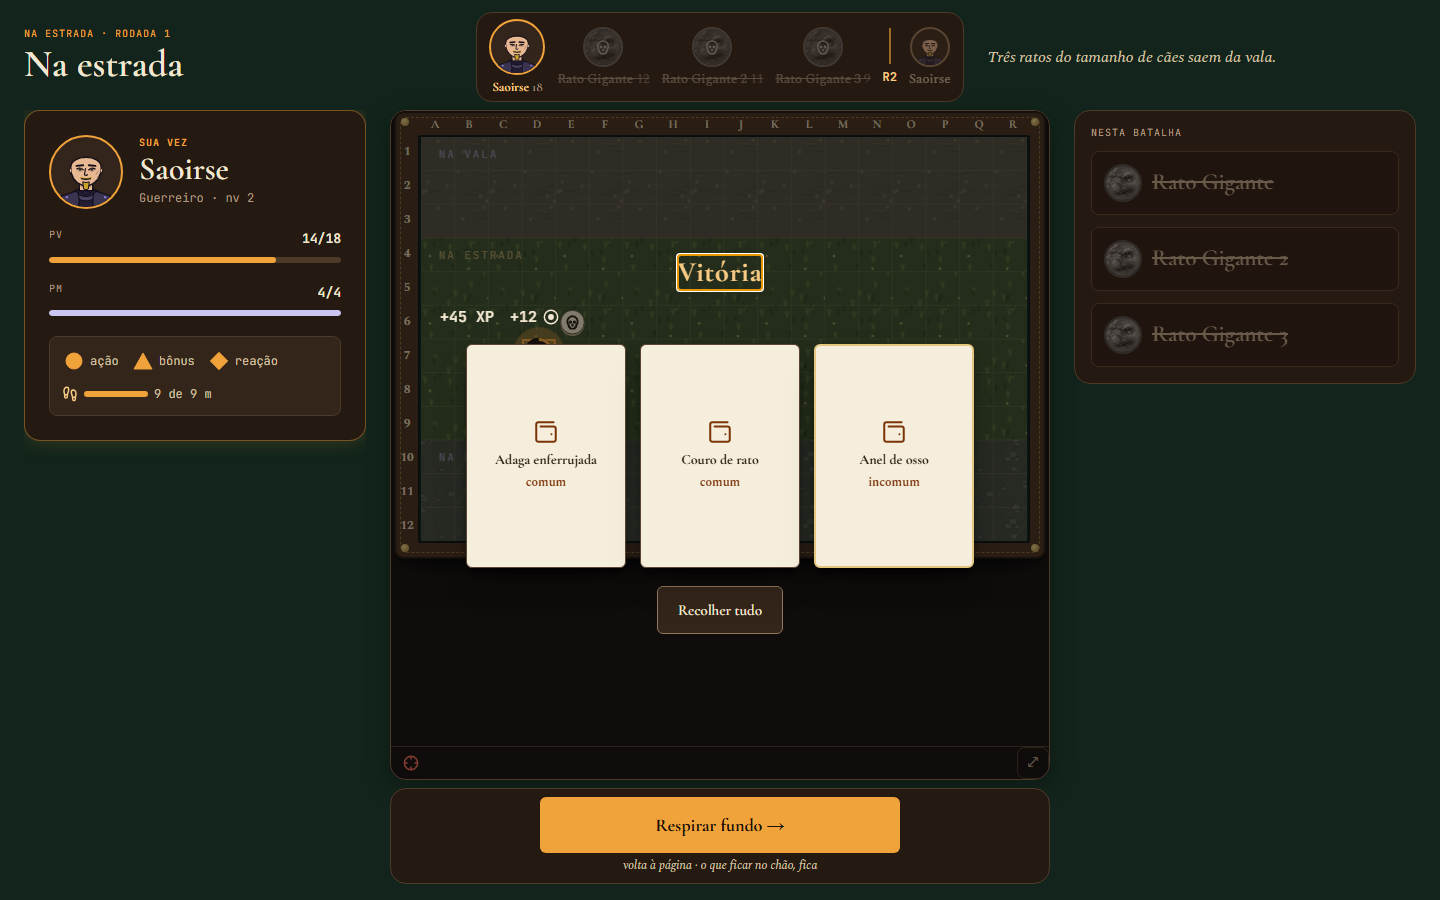 NA ESTRADA · RODADA 1
Na estrada
Saoirse 18
Rato Gigante 12
Rato Gigante 2 11
Rato Gigante 3 9
R2
Saoirse
Três ratos do tamanho de cães saem da vala.
SUA VEZ
Saoirse
Guerreiro · nv 2
PV
14/18
PM
4/4
ação
bônus
reação
9 de 9 m
A B C D E F G H I J K L M N O P Q R
1
2
3
4
5
6
7
8
9
10
11
12
NA VALA
NA ESTRADA
NA
Vitória
+45 XP +12
Adaga enferrujada
comum
Couro de rato
comum
Anel de osso
incomum
Recolher tudo
Respirar fundo →
volta à página · o que ficar no chão, fica
NESTA BATALHA
Rato Gigante
Rato Gigante 2
Rato Gigante 3